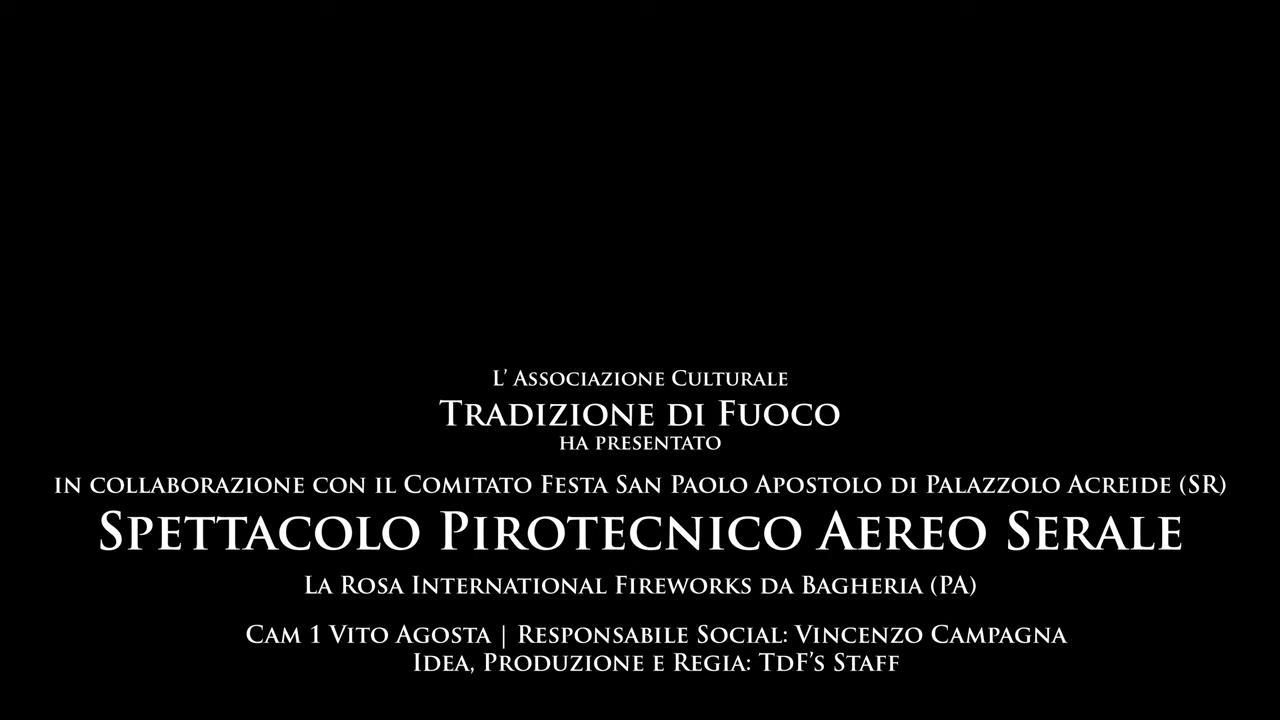 L' Associazione Culturale
Tradizione di Fuoco
ha presentato
in collaborazione con il Comitato Festa San Paolo Apostolo di Palazzolo Acreide (SR)
Spettacolo Pirotecnico Aereo Serale
La Rosa International Fireworks da Bagheria (PA)
Cam 1 Vito Agosta | Responsabile Social: Vincenzo Campagna
Idea, Produzione e Regia: TdF's Staff